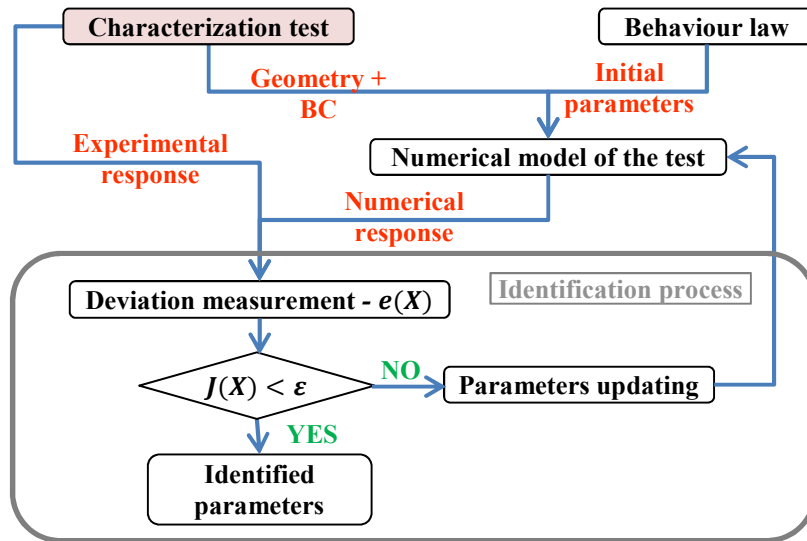 Characterization test
Behaviour law
Geometry +
BC
Initial
parameters
Experimental
response
Numerical model of the test
Numerical
response
Identification process
Deviation measurement - e(X)
J(X) < ε
NO
Parameters updating
YES
Identified
parameters